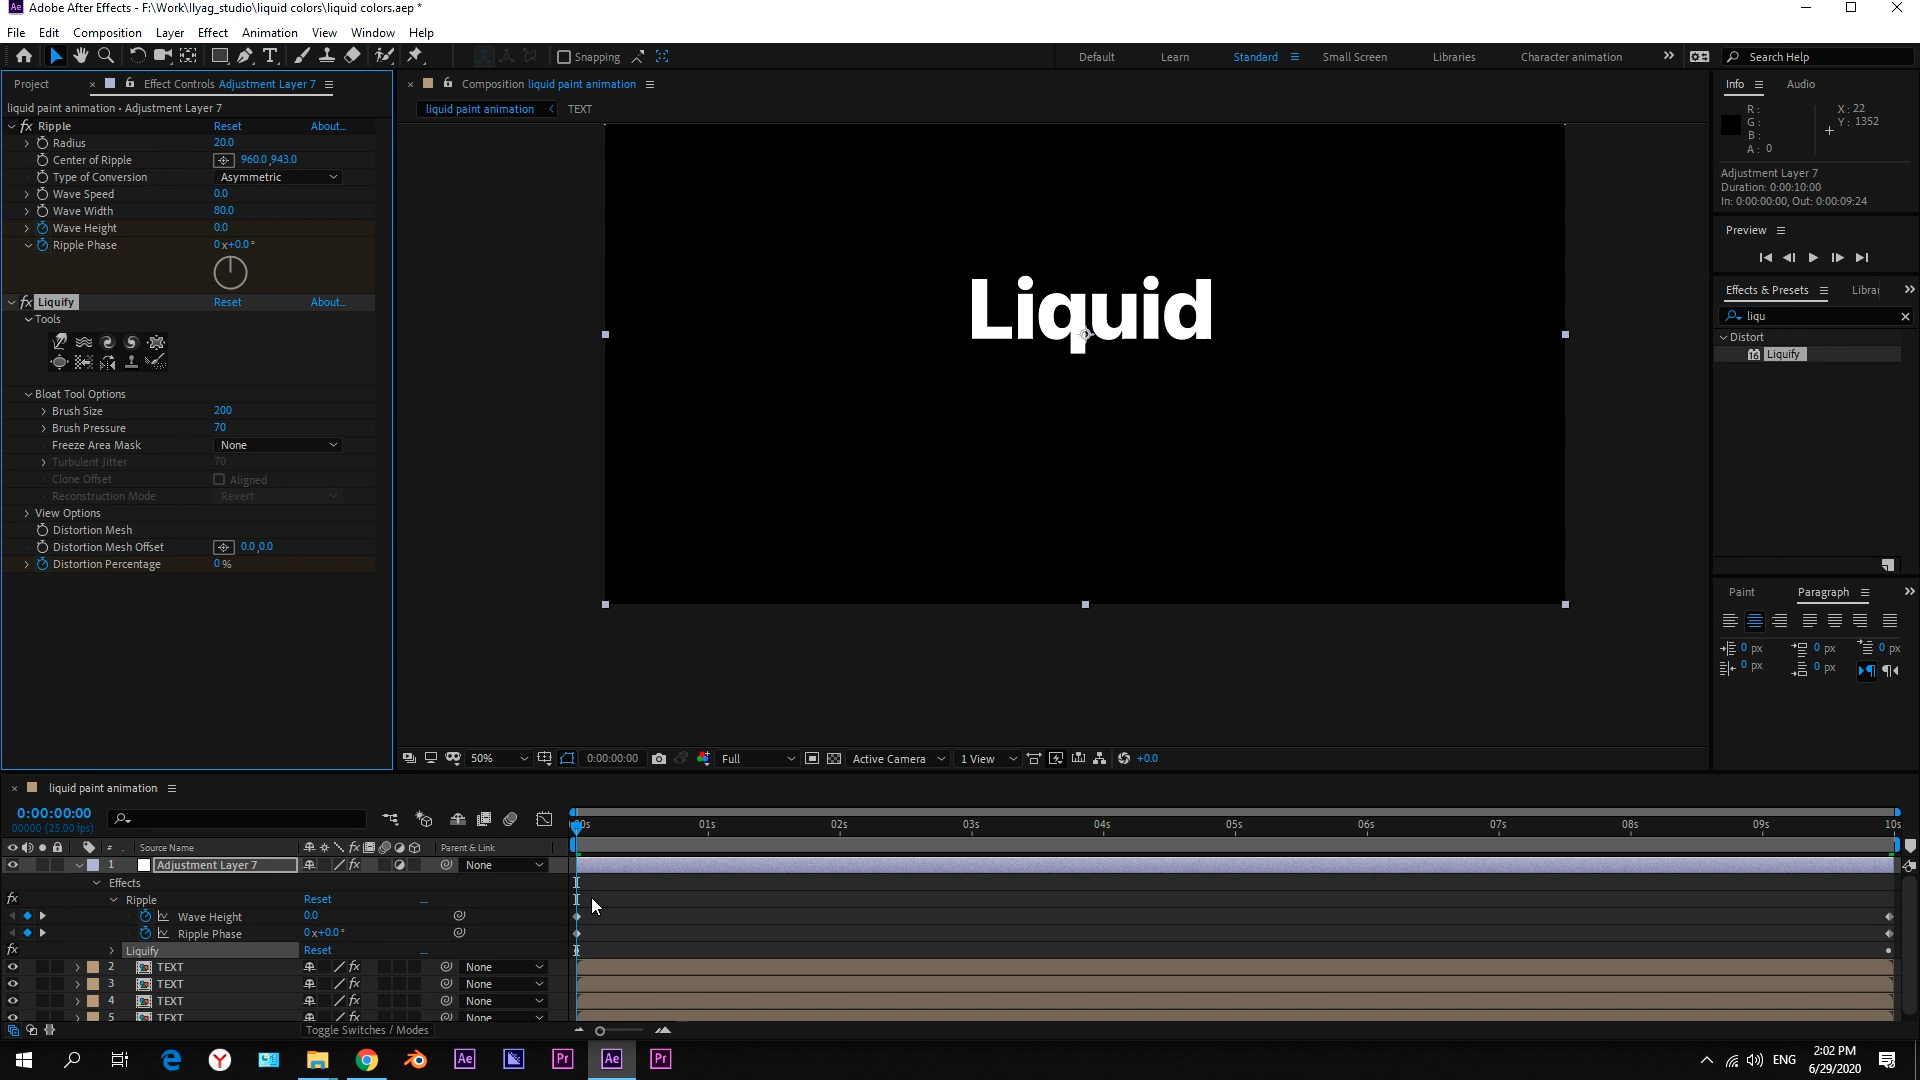 Adobe After Effects - F:\Work\Ilyag_studio\liquid colors\liquid colors.aep *
File Edit Composition Layer Effect Animation View Window Help
Snapping
Default Learn Standard Small Screen Libraries Character animation
Search Help
Project
Effect Controls Adjustment Layer 7
liquid paint animation • Adjustment Layer 7
fx Ripple Reset About...
Radius 20.0
Center of Ripple 960.0,943.0
Type of Conversion Asymmetric
Wave Speed 0.0
Wave Width 80.0
Wave Height 0.0
Ripple Phase 0x+0.0°
fx Liquify Reset About...
Tools
Bloat Tool Options
Brush Size 200
Brush Pressure 70
Freeze Area Mask None
Turbulent Jitter 70
Clone Offset Aligned
Reconstruction Mode Revert
View Options
Distortion Mesh
Distortion Mesh Offset 0.0,0.0
Distortion Percentage 0%
Composition liquid paint animation
liquid paint animation TEXT
Liquid
50% 0:00:00:00 Full Active Camera 1 View +0.0
Info Audio
R: X: 22
G: Y: 1352
B:
A: 0
Adjustment Layer 7
Duration: 0:00:10:00
In: 0:00:00:00, Out: 0:00:09:24
Preview
Effects & Presets Librar
liqu
Distort
16 Liquify
Paint Paragraph
0 px 0 px 0 px
0 px 0 px
liquid paint animation
0:00:00:00
00000 (25.00 fps)
00s 01s 02s 03s 04s 05s 06s 07s 08s 09s 10s
# Source Name fx Parent & Link
1 Adjustment Layer 7 fx None
Effects
fx Ripple Reset
Wave Height 0.0
Ripple Phase 0x+0.0°
fx Liquify Reset
2 TEXT fx None
3 TEXT fx None
4 TEXT fx None
5 TEXT fx None
Toggle Switches / Modes
Ae Pr Ae Pr
ENG
2:02 PM
6/29/2020